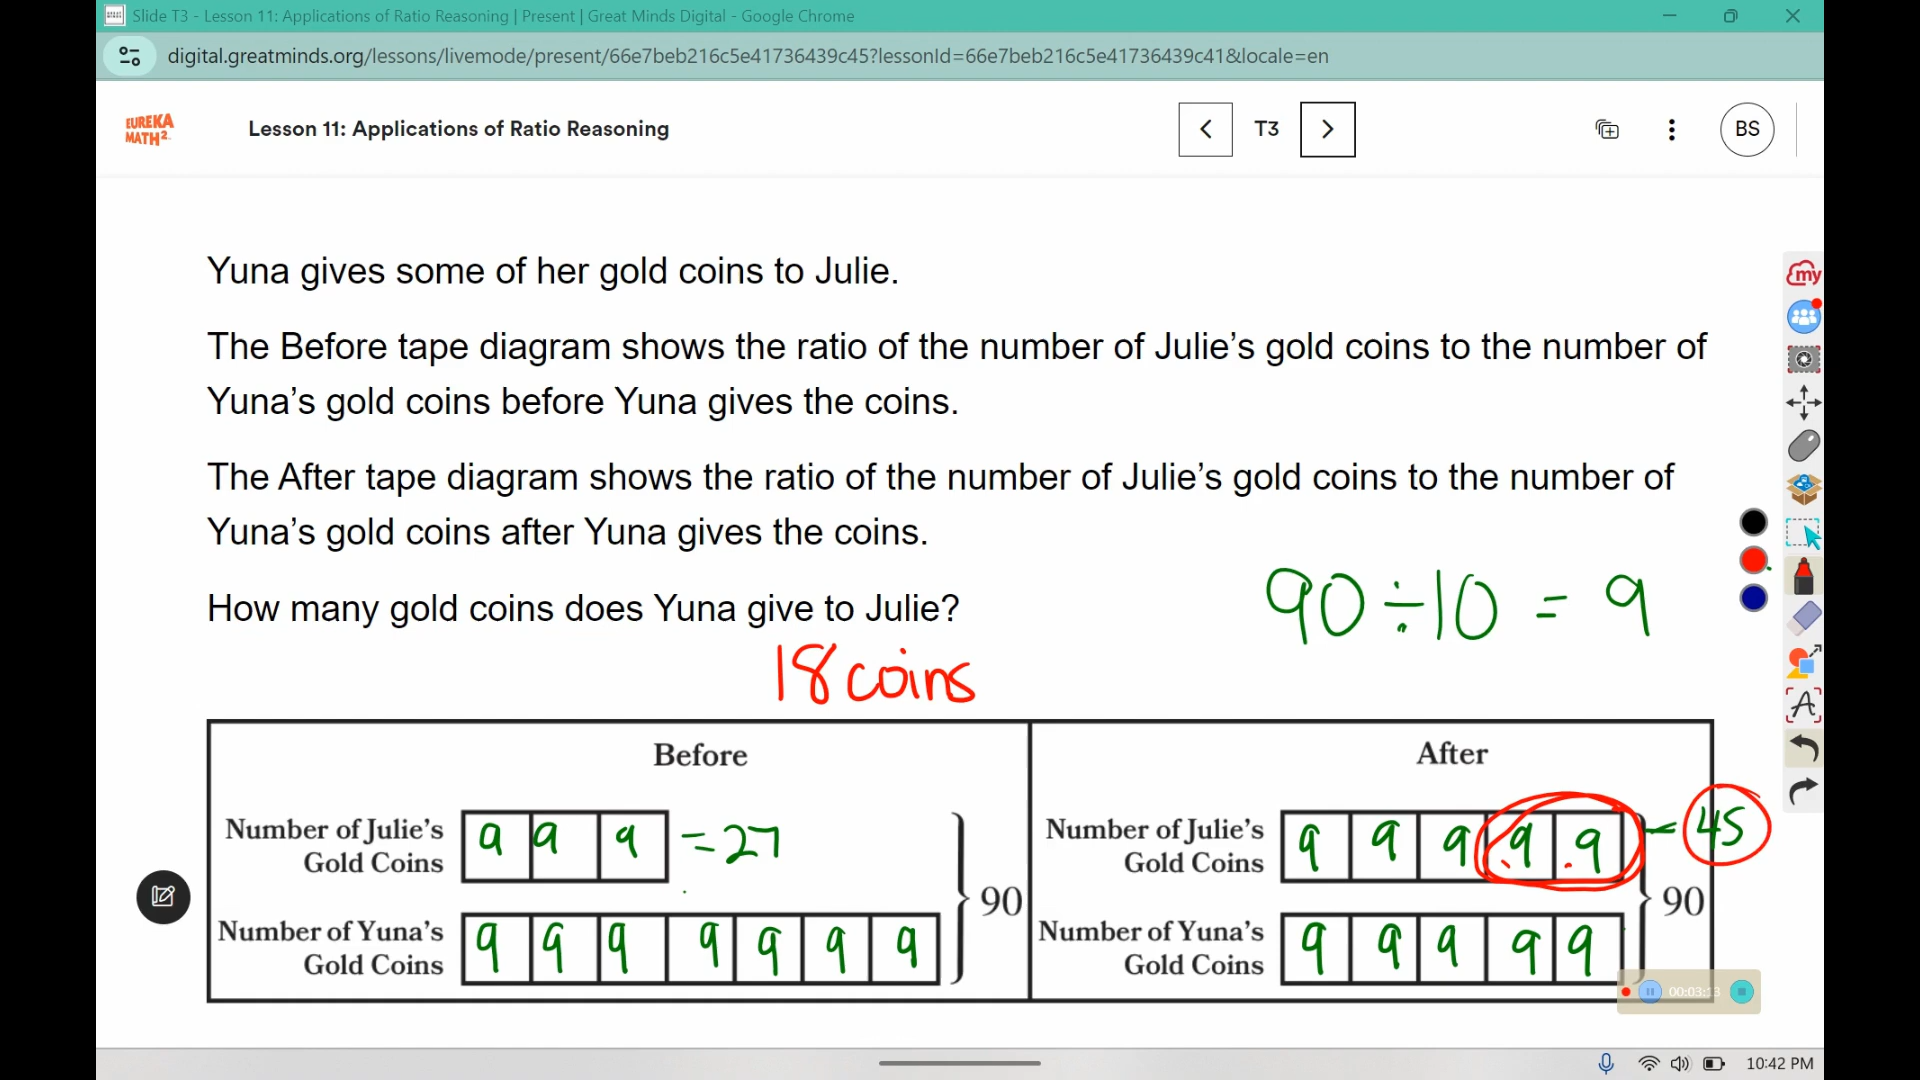 Slide T3 - Lesson 11: Applications of Ratio Reasoning | Present | Great Minds Digital - Google Chrome
digital.greatminds.org/lessons/livemode/present/66e7beb216c5e41736439c45?lessonId=66e7beb216c5e41736439c41&locale=en
EUREKA
MATH²
Lesson 11: Applications of Ratio Reasoning
T3
BS
my
Yuna gives some of her gold coins to Julie.
The Before tape diagram shows the ratio of the number of Julie’s gold coins to the number of
Yuna’s gold coins before Yuna gives the coins.
The After tape diagram shows the ratio of the number of Julie’s gold coins to the number of
Yuna’s gold coins after Yuna gives the coins.
How many gold coins does Yuna give to Julie?
90 ÷ 10 = 9
18 coins
Before
Number of Julie’s
Gold Coins
9 9 9 = 27
Number of Yuna’s
Gold Coins
9 9 9 9 9 9 9
90
After
Number of Julie’s
Gold Coins
9 9 9 9 9 = 45
Number of Yuna’s
Gold Coins
9 9 9 9 9
90
A
00:03:13
10:42 PM